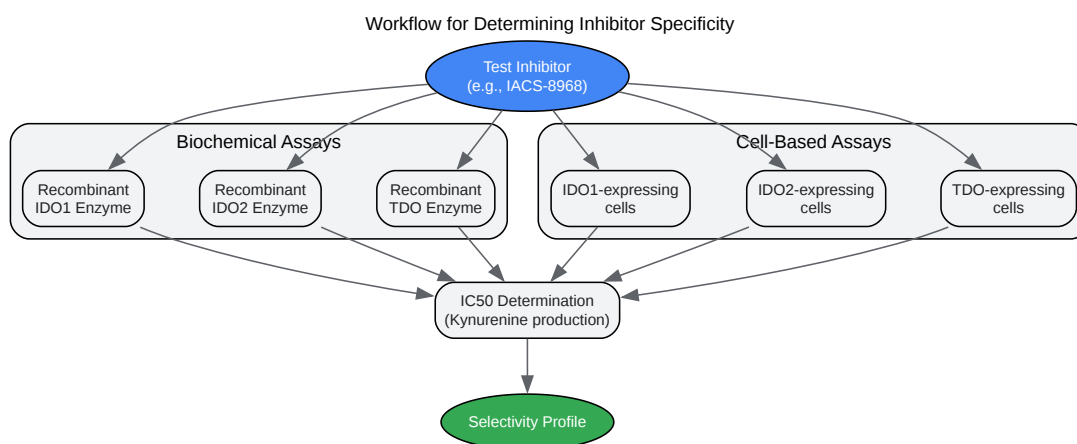 Workflow for Determining Inhibitor Specificity
Test Inhibitor
(e.g., IACS-8968)
Biochemical Assays
Cell-Based Assays
Recombinant
IDO1 Enzyme
Recombinant
IDO2 Enzyme
Recombinant
TDO Enzyme
IDO1-expressing
cells
IDO2-expressing
cells
TDO-expressing
cells
IC50 Determination
(Kynurenine production)
Selectivity Profile